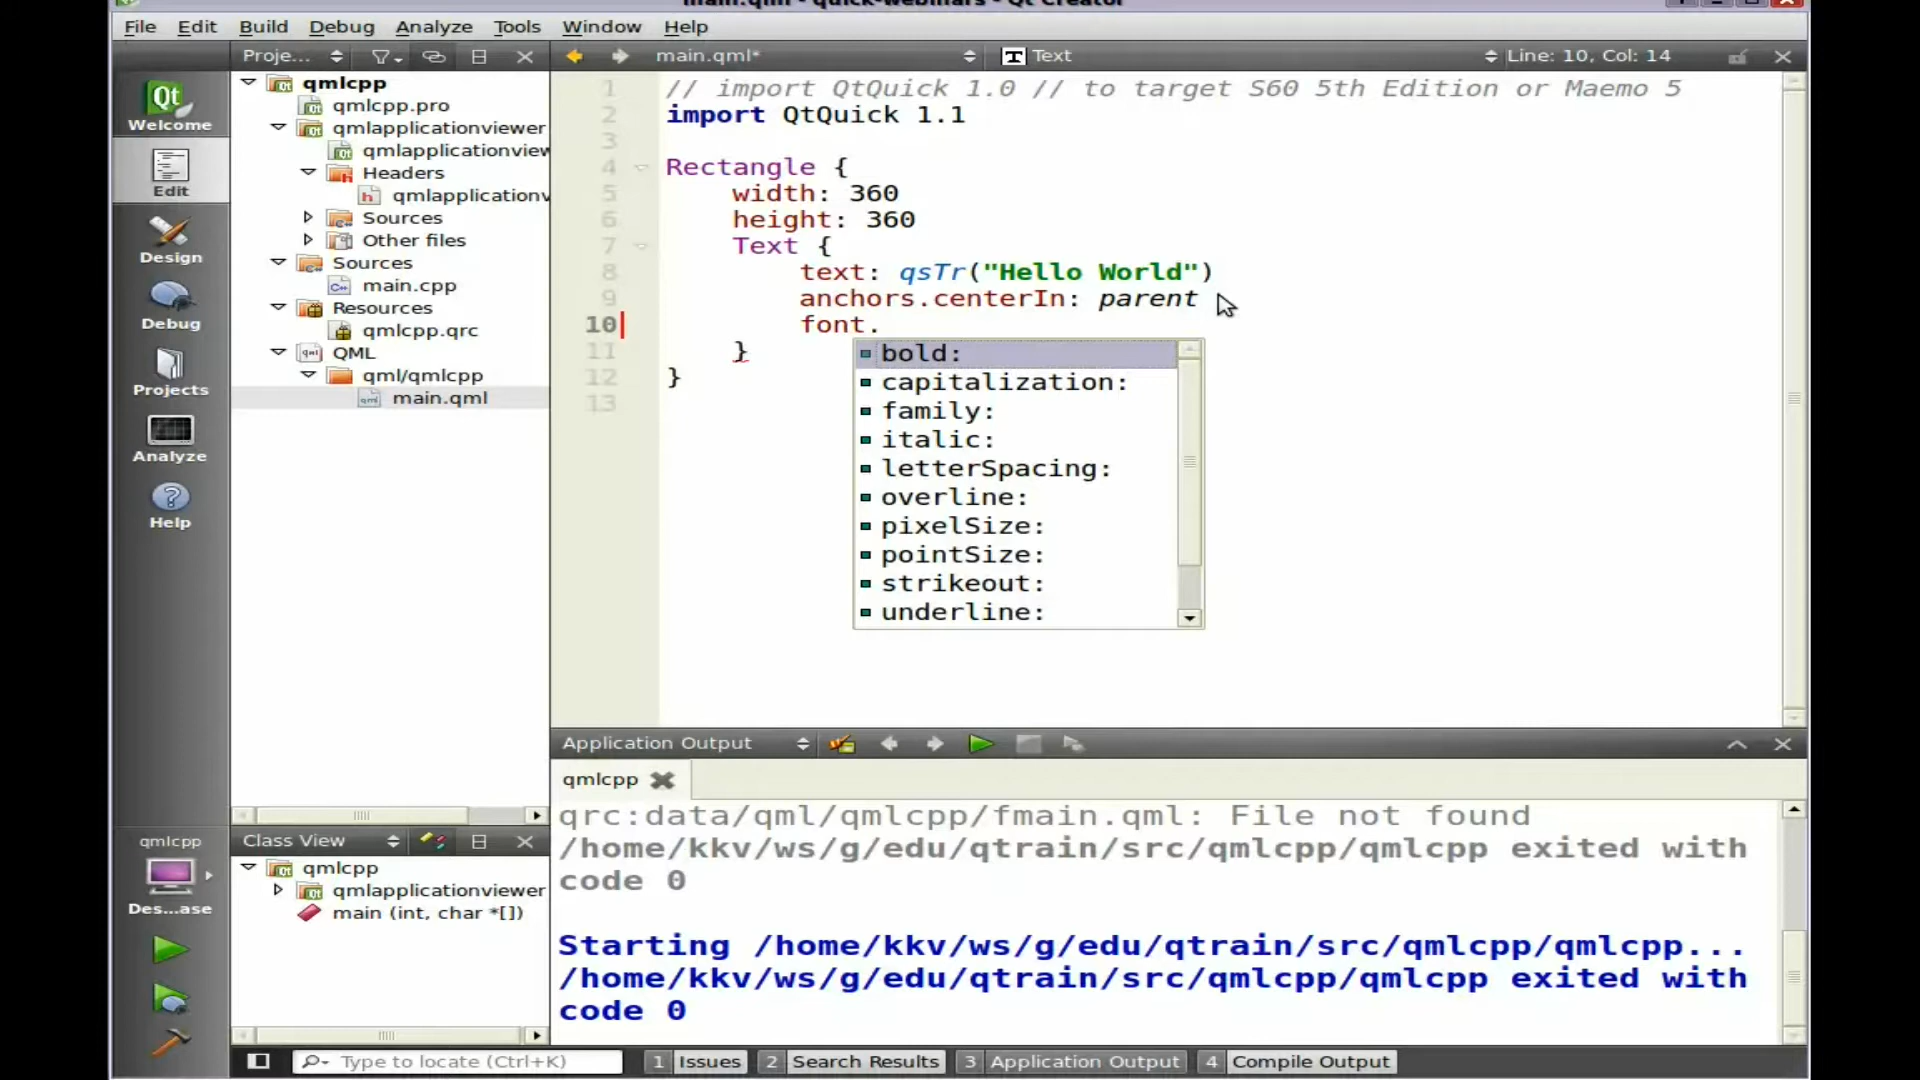 main.qml* - quick-webinars - Qt Creator
File Edit Build Debug Analyze Tools Window Help
Proje...
main.qml*
Text
Line: 10, Col: 14
Welcome
Edit
Design
Debug
Projects
Analyze
Help
qmlcpp
qmlcpp.pro
qmlapplicationviewer
qmlapplicationview
Headers
qmlapplicationv
Sources
Other files
Sources
main.cpp
Resources
qmlcpp.qrc
QML
qml/qmlcpp
main.qml
1 // import QtQuick 1.0 // to target S60 5th Edition or Maemo 5
2 import QtQuick 1.1
3
4 Rectangle {
5 width: 360
6 height: 360
7 Text {
8 text: qsTr("Hello World")
9 anchors.centerIn: parent
10 font.
11 }
12 }
13
bold:
capitalization:
family:
italic:
letterSpacing:
overline:
pixelSize:
pointSize:
strikeout:
underline:
Application Output
qmlcpp
qrc:data/qml/qmlcpp/fmain.qml: File not found
/home/kkv/ws/g/edu/qtrain/src/qmlcpp/qmlcpp exited with
code 0
Starting /home/kkv/ws/g/edu/qtrain/src/qmlcpp/qmlcpp...
/home/kkv/ws/g/edu/qtrain/src/qmlcpp/qmlcpp exited with
code 0
Class View
qmlcpp
qmlapplicationviewer
main (int, char *[])
qmlcpp
Des...ase
Type to locate (Ctrl+K)
1 Issues 2 Search Results 3 Application Output 4 Compile Output